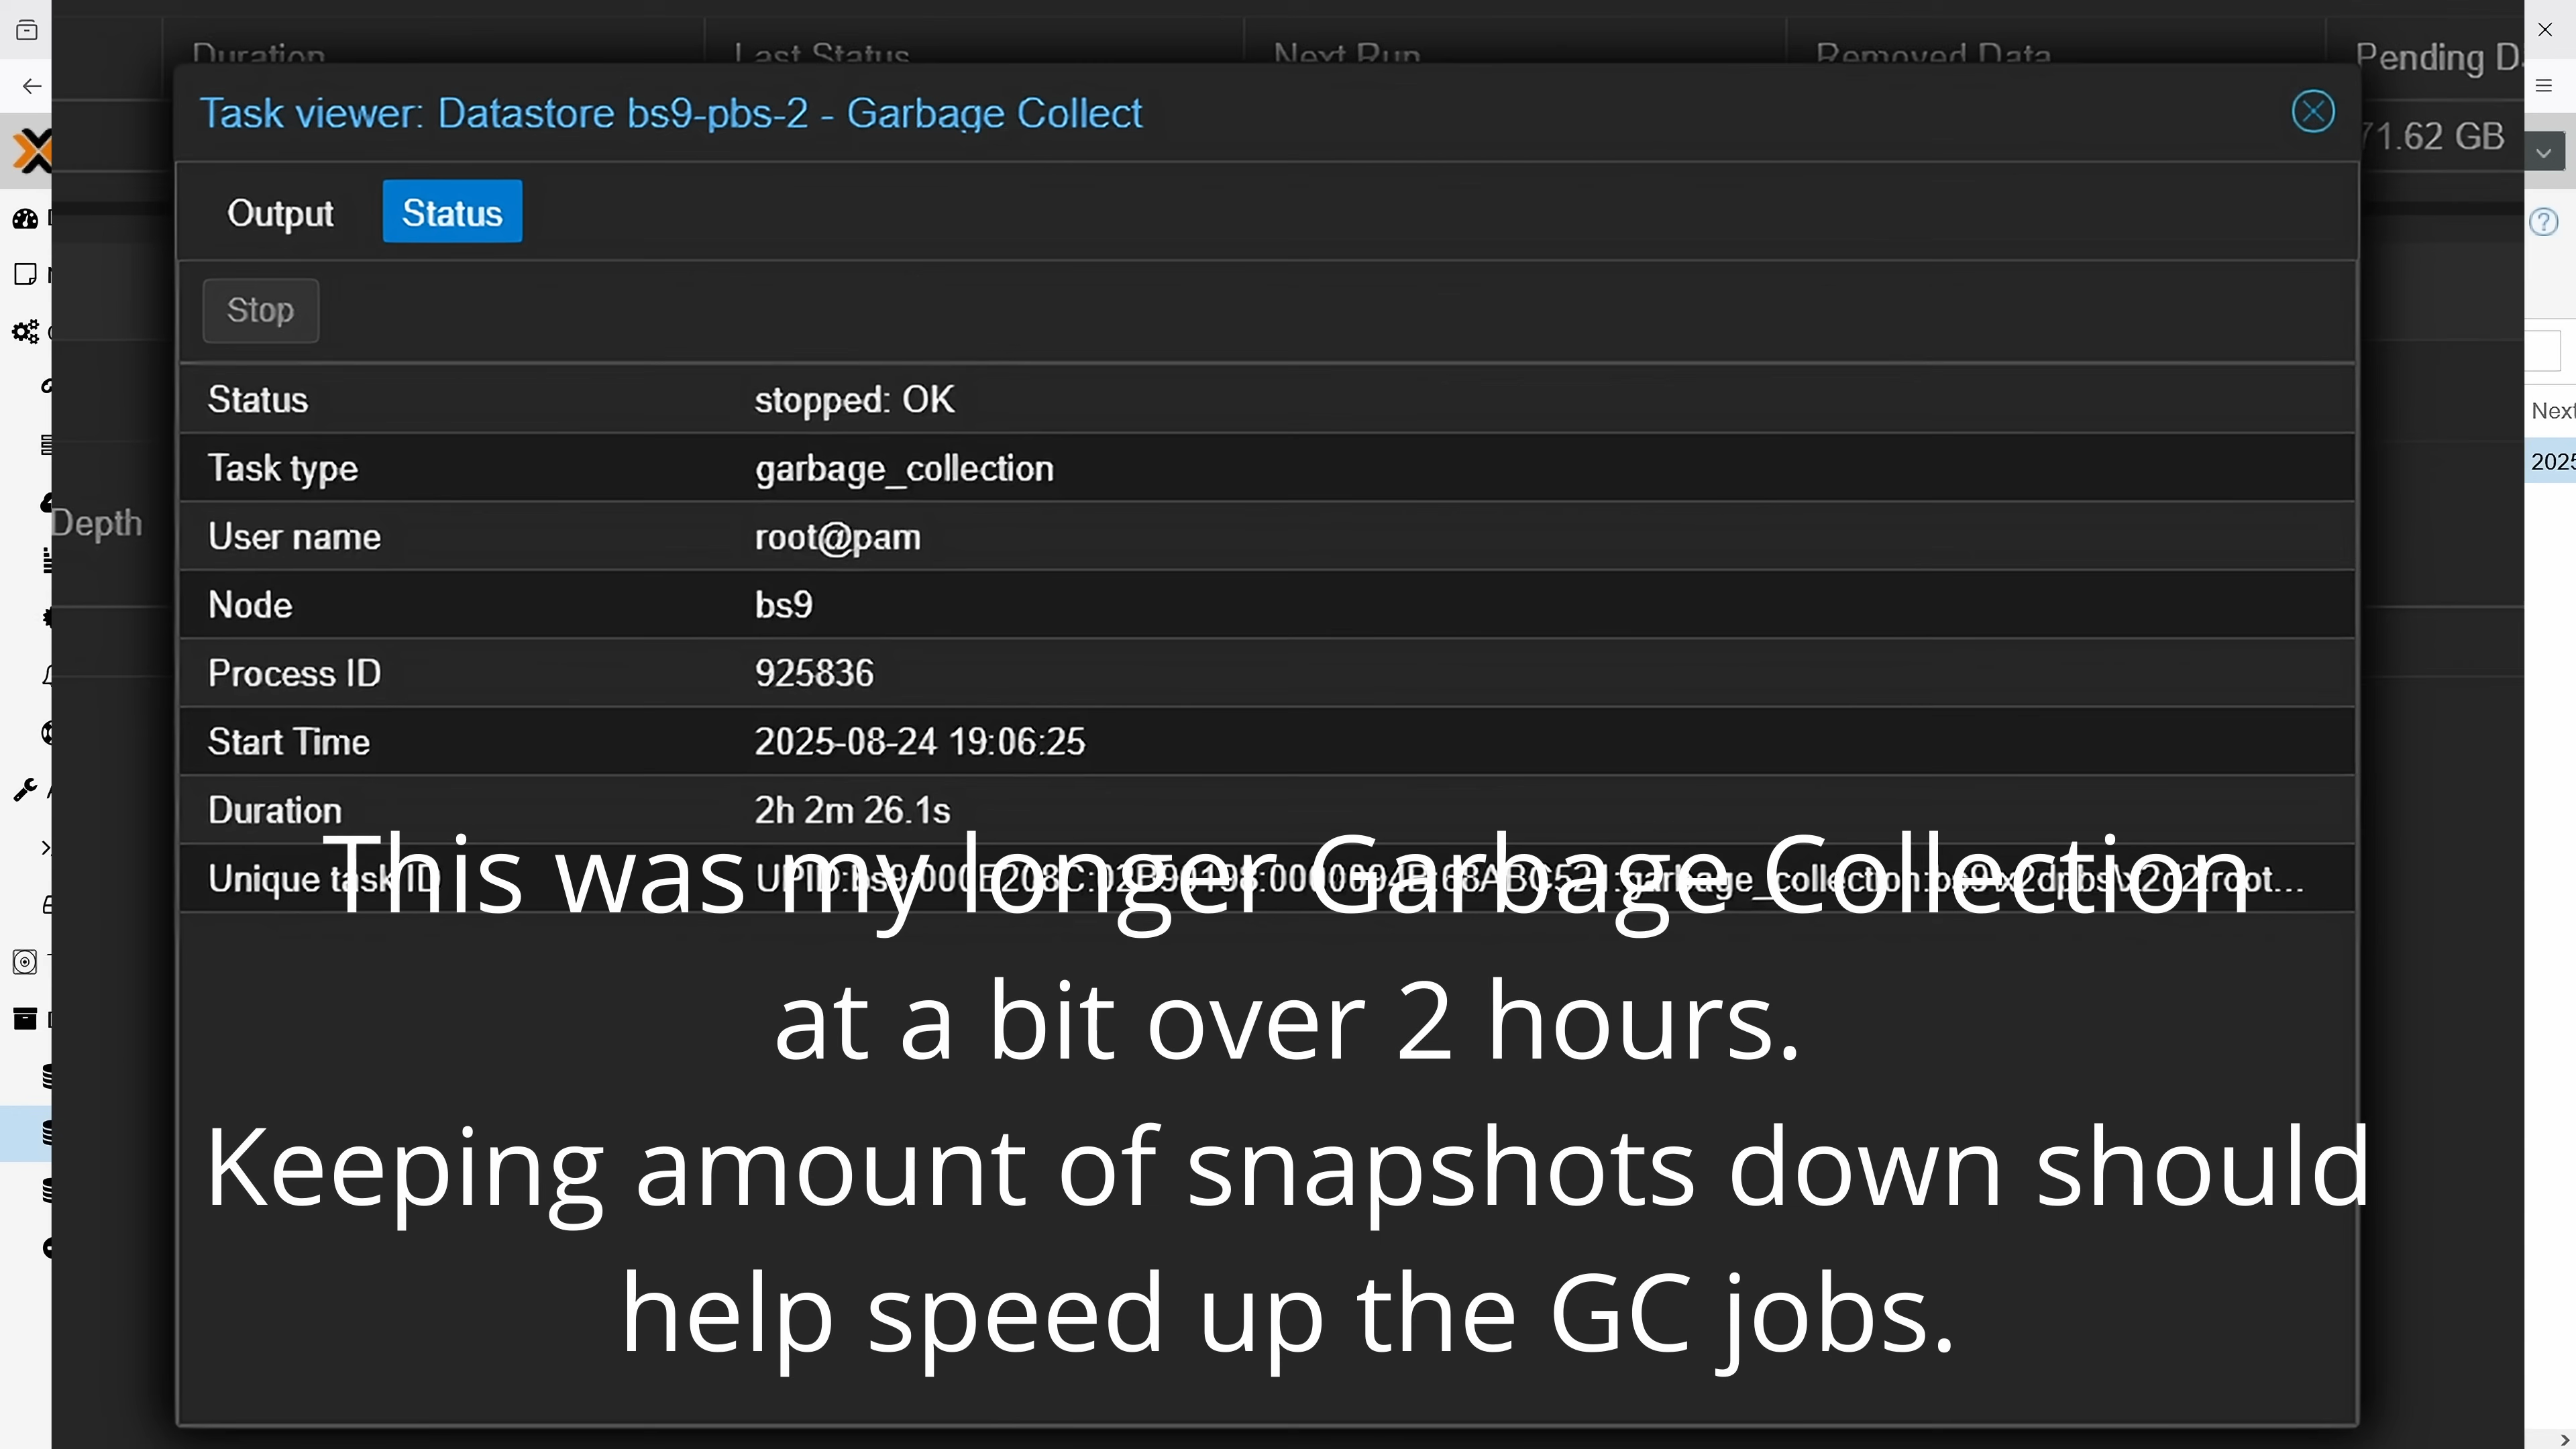 Pending D
71.62 GB
Task viewer: Datastore bs9-pbs-2 - Garbage Collect
Output Status
Stop
Status stopped: OK
Task type garbage_collection
User name root@pam
Node bs9
Process ID 925836
Start Time 2025-08-24 19:06:25
Duration 2h 2m 26.1s
Unique task ID
This was my longer Garbage Collection
at a bit over 2 hours.
Keeping amount of snapshots down should
help speed up the GC jobs.
Duration Last Status Next Run Removed Data
Depth
Next
2025